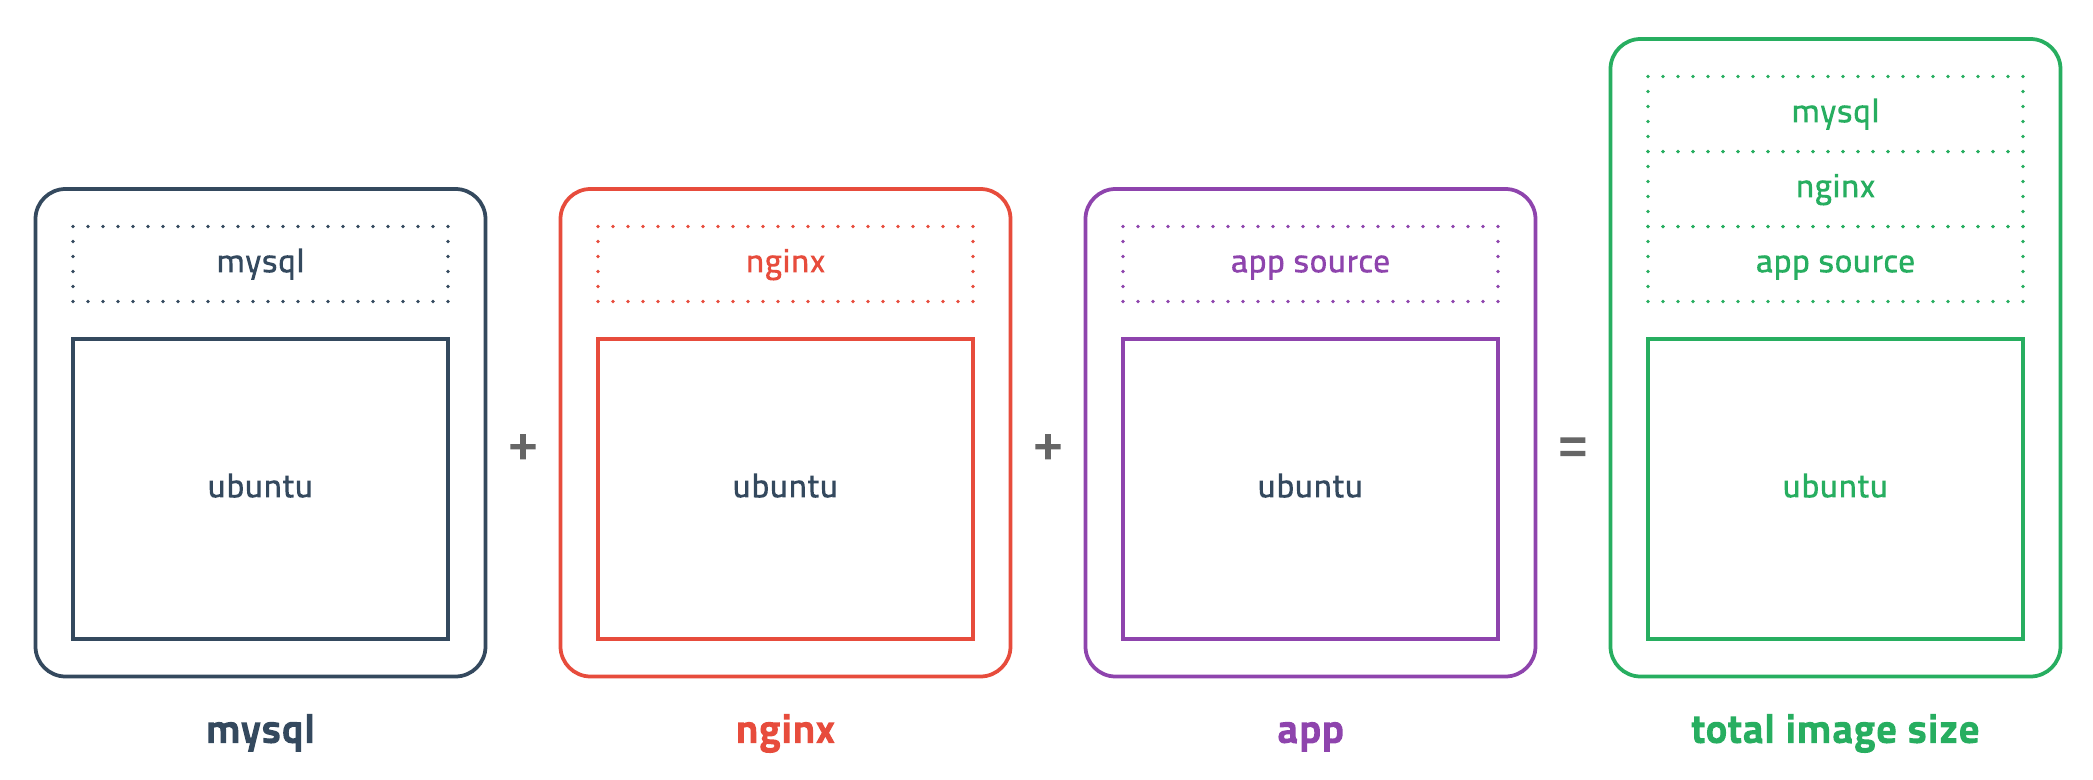 mysql
ubuntu
mysql
+
nginx
ubuntu
nginx
+
app source
ubuntu
app
=
mysql
nginx
app source
ubuntu
total image size